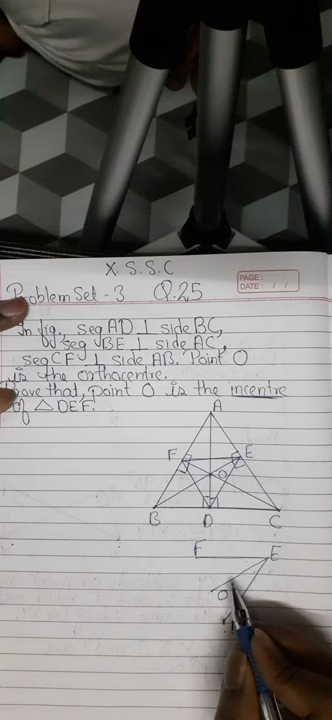 X. S. S. C
PAGE:
DATE: / /
Problem Set - 3 Q.25
In fig., seg AD ⊥ side BC,
seg BE ⊥ side AC,
seg CF ⊥ side AB. Point O
is the orthocentre.
Prove that, point O is the incentre
of △DEF.
A
F E
O
B D C
F E
O